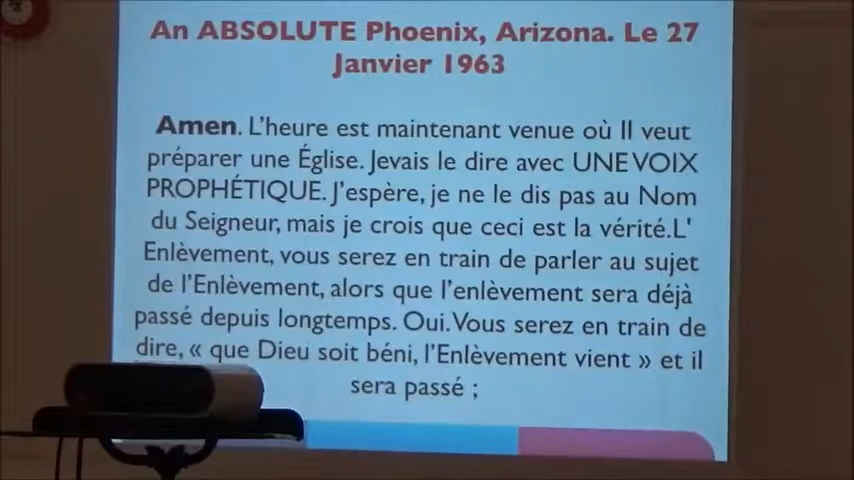 An ABSOLUTE Phoenix, Arizona. Le 27
Janvier 1963
Amen. L'heure est maintenant venue où Il veut
préparer une Église. Jevais le dire avec UNEVOIX
PROPHÉTIQUE. J'espère, je ne le dis pas au Nom
du Seigneur, mais je crois que ceci est la vérité.L'
Enlèvement, vous serez en train de parler au sujet
de l'Enlèvement, alors que l'enlèvement sera déjà
passé depuis longtemps. Oui.Vous serez en train de
dire, « que Dieu soit béni, l'Enlèvement vient » et il
sera passé ;